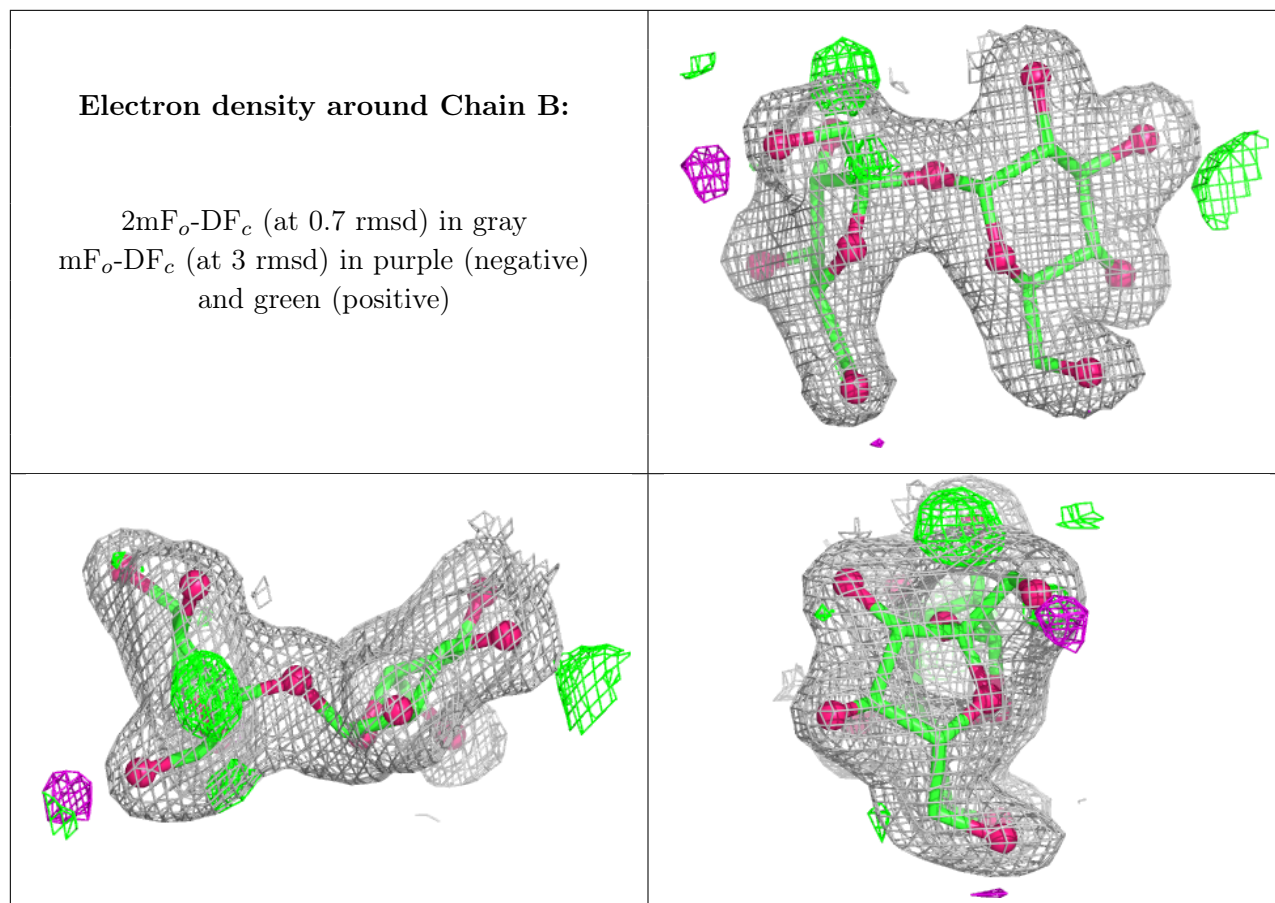 Electron density around Chain B:
2mFo-DFc (at 0.7 rmsd) in gray
mFo-DFc (at 3 rmsd) in purple (negative)
and green (positive)